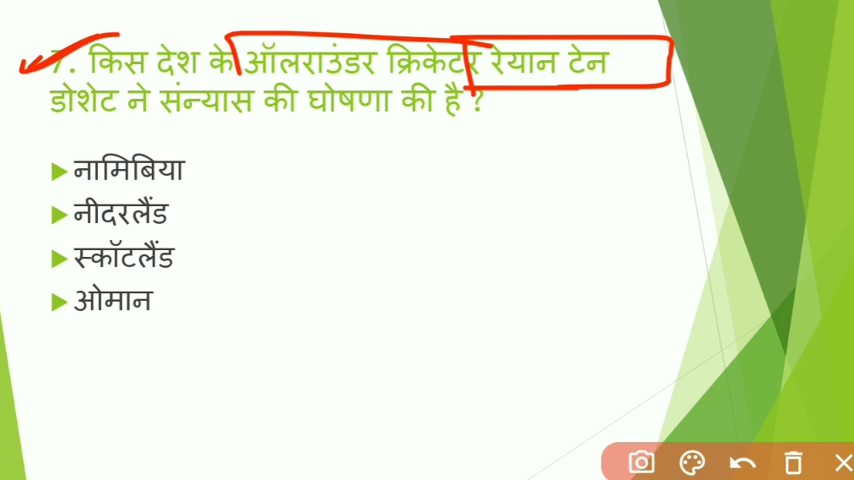 7. किस देश के ऑलराउंडर क्रिकेटर रेयान टेन
डोशेट ने संन्यास की घोषणा की है ?
नामिबिया
नीदरलैंड
स्कॉटलैंड
ओमान